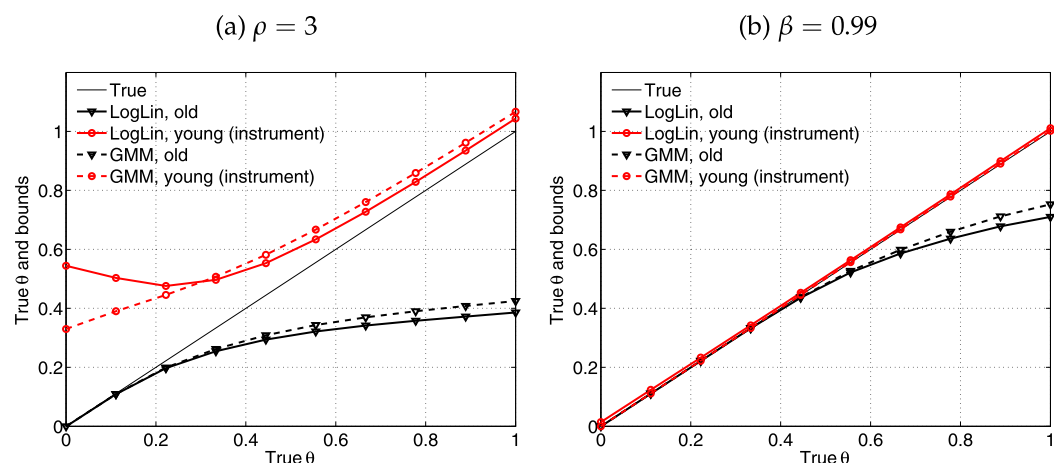 (a) ρ = 3
True
LogLin, old
LogLin, young (instrument)
GMM, old
GMM, young (instrument)
True θ and bounds
0
0.2
0.4
0.6
0.8
1
0
0.2
0.4
0.6
0.8
1
True θ
(b) β = 0.99
True
LogLin, old
LogLin, young (instrument)
GMM, old
GMM, young (instrument)
True θ and bounds
0
0.2
0.4
0.6
0.8
1
0
0.2
0.4
0.6
0.8
1
True θ